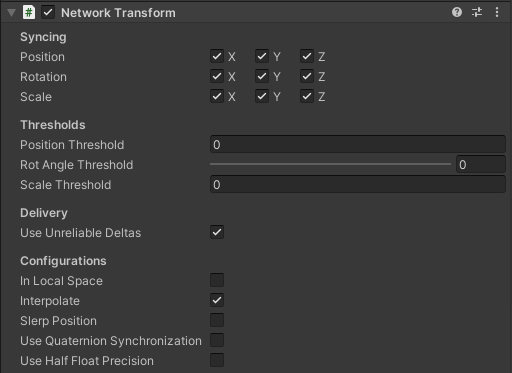 Network Transform
Syncing
Position X Y Z
Rotation X Y Z
Scale X Y Z
Thresholds
Position Threshold 0
Rot Angle Threshold 0
Scale Threshold 0
Delivery
Use Unreliable Deltas
Configurations
In Local Space
Interpolate
Slerp Position
Use Quaternion Synchronization
Use Half Float Precision